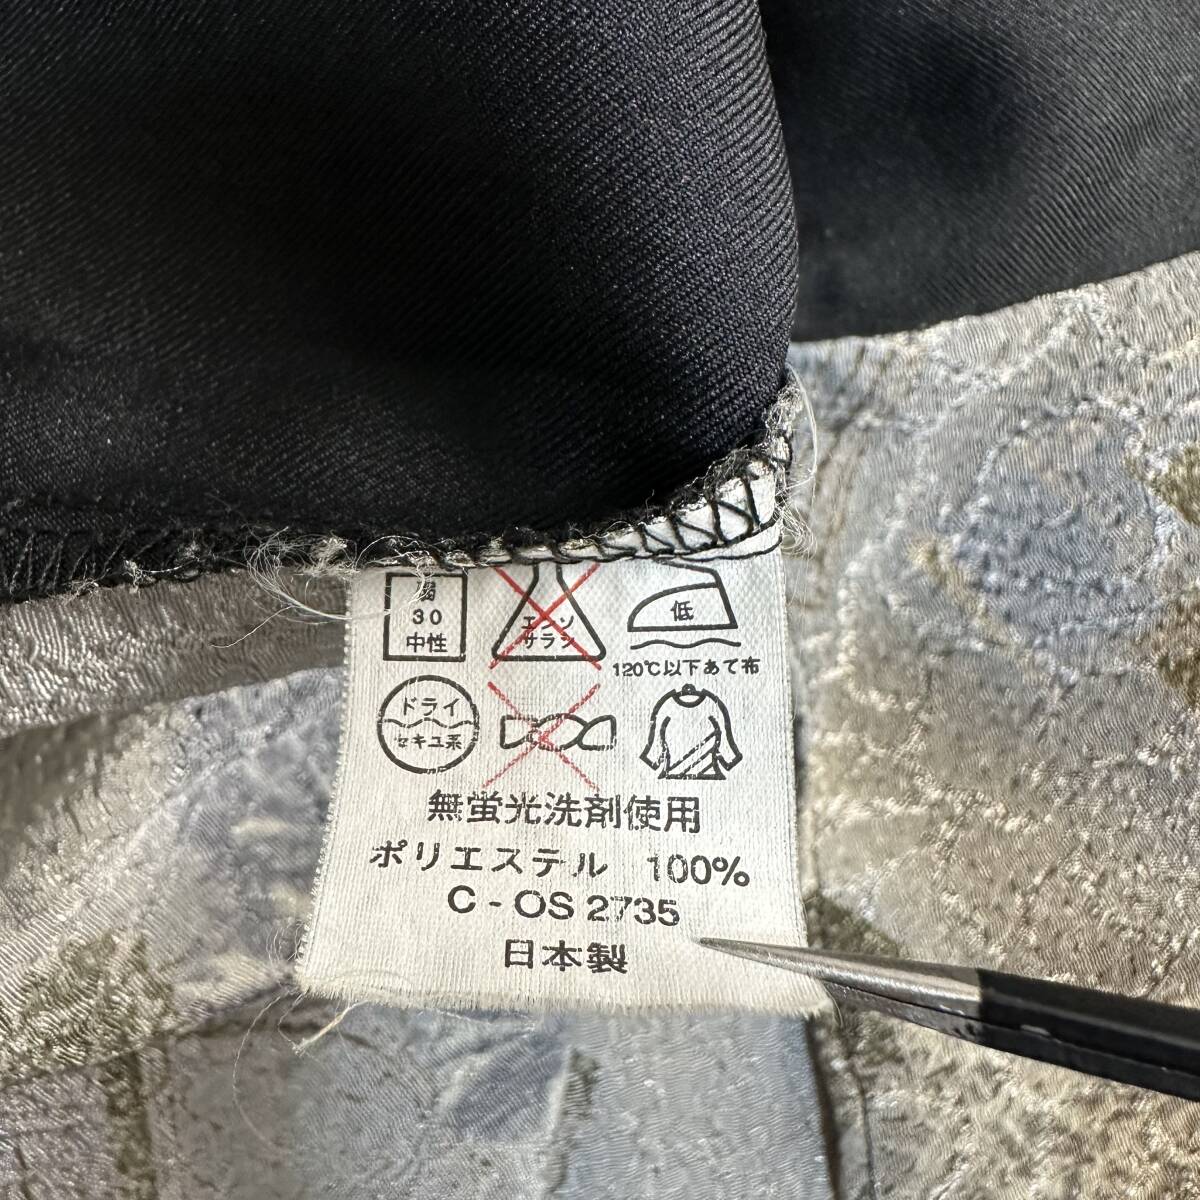 弱
30
中性
エンソ
サラシ
低
120℃以下あて布
ドライ
セキユ系
無蛍光洗剤使用
ポリエステル 100%
C - OS 2735
日本製